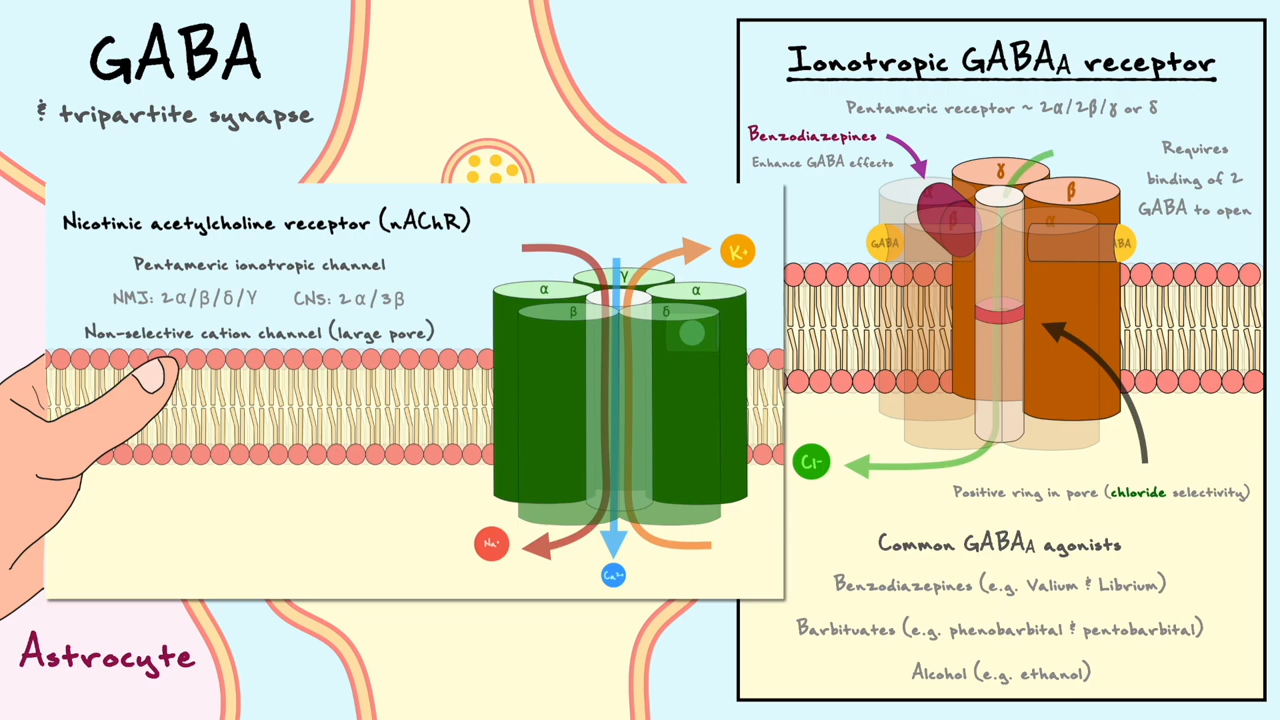 GABA
& tripartite synapse
Nicotinic acetylcholine receptor (nAChR)
Pentameric ionotropic channel
NMJ: 2α/β/δ/γ CNS: 2α/3β
Non-selective cation channel (large pore)
K+
γ
α
α
β
δ
Na+
Ca2+
Astrocyte
Ionotropic GABAA receptor
Pentameric receptor ~ 2α/2β/γ or δ
Benzodiazepines
Enhance GABA effects
Requires
binding of 2
GABA to open
γ
α
β
β
α
GABA
ABA
Cl-
Positive ring in pore (chloride selectivity)
Common GABAA agonists
Benzodiazepines (e.g. Valium & Librium)
Barbituates (e.g. phenobarbital & pentobarbital)
Alcohol (e.g. ethanol)